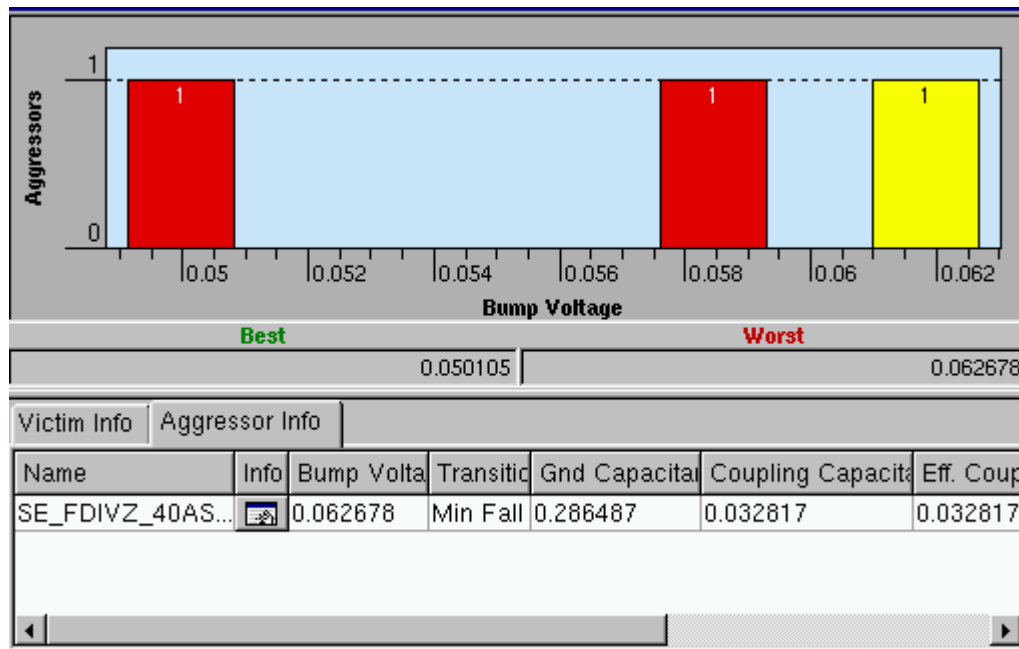 1
1 1 1
Aggressors
0
0.05 0.052 0.054 0.056 0.058 0.06 0.062
Bump Voltage
Best Worst
0.050105 0.062678
Victim Info Aggressor Info
Name Info Bump Volta Transitic Gnd Capacitai Coupling Capacita Eff. Coup
SE_FDIVZ_40AS... 0.062678 Min Fall 0.286487 0.032817 0.032817